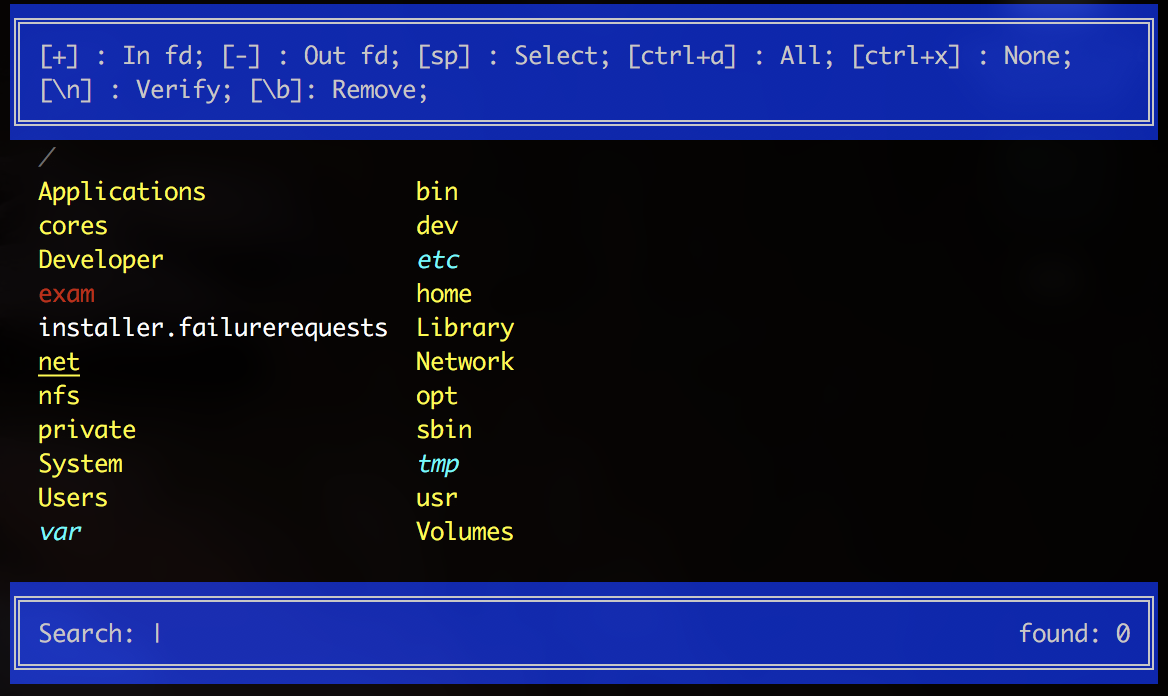 [+] : In fd; [-] : Out fd; [sp] : Select; [ctrl+a] : All; [ctrl+x] : None;
[\n] : Verify; [\b]: Remove;
/
Applications bin
cores dev
Developer etc
exam home
installer.failurerequests Library
net Network
nfs opt
private sbin
System tmp
Users usr
var Volumes
Search: | found: 0